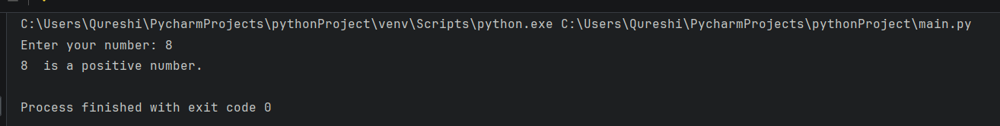 C:\Users\Qureshi\PycharmProjects\pythonProject\venv\Scripts\python.exe C:\Users\Qureshi\PycharmProjects\pythonProject\main.py
Enter your number: 8
8  is a positive number.
Process finished with exit code 0